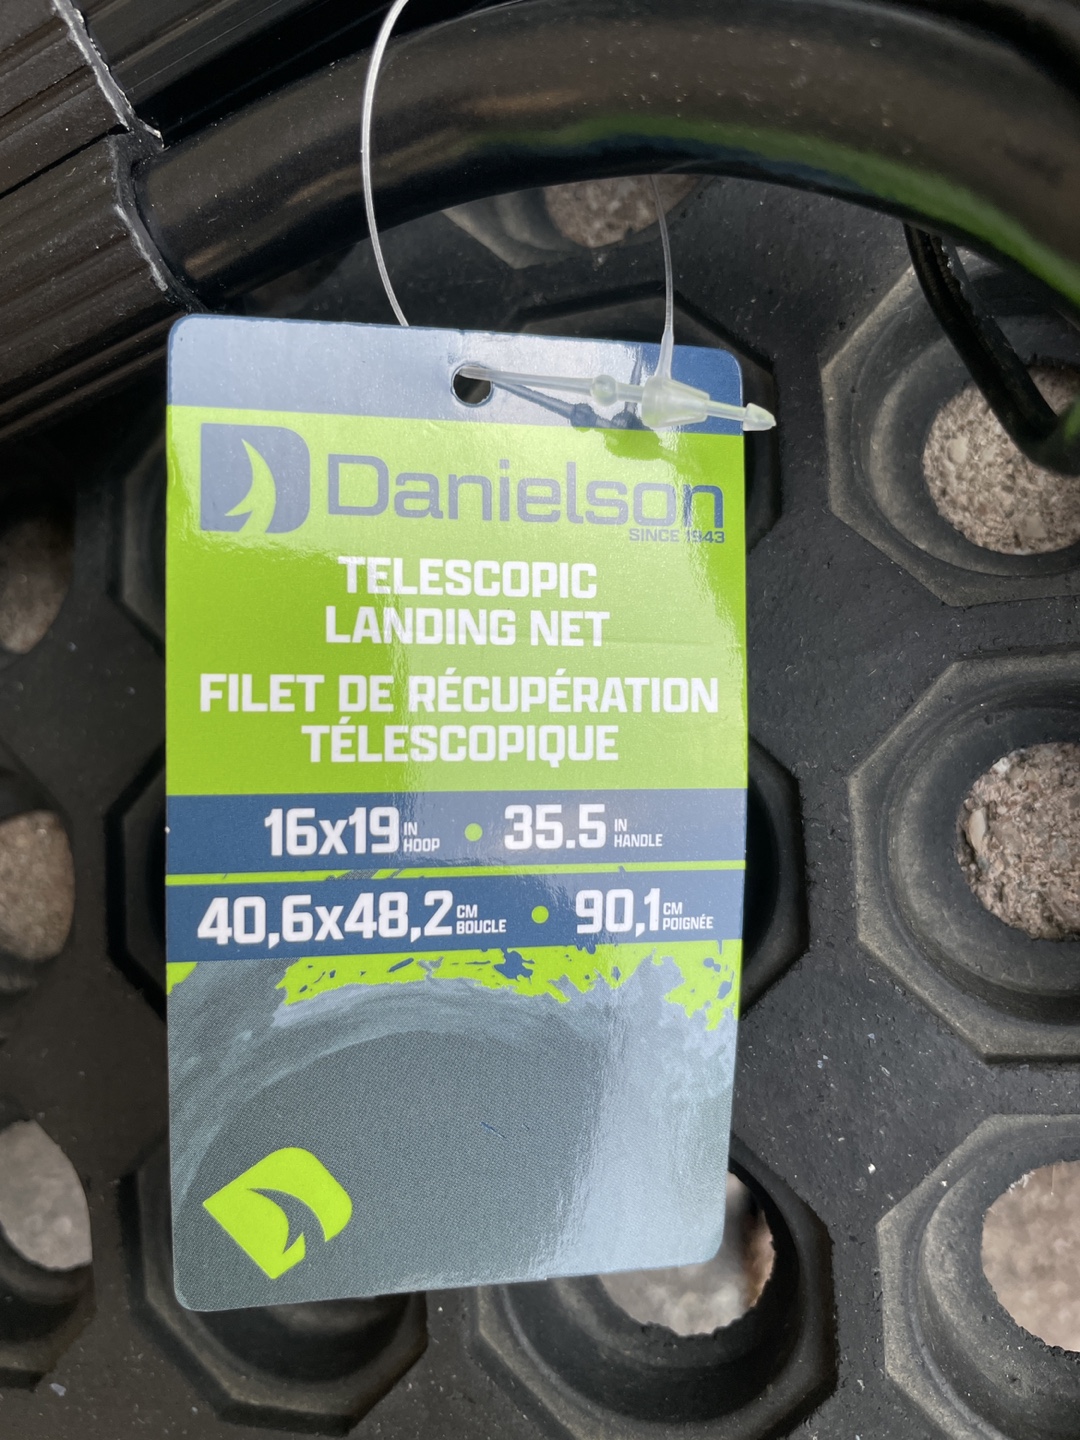 Danielson
SINCE 1943
TELESCOPIC
LANDING NET
FILET DE RÉCUPÉRATION
TÉLESCOPIQUE
16x19 IN HOOP • 35.5 IN HANDLE
40,6x48,2 CM BOUCLE • 90,1 CM POIGNÉE